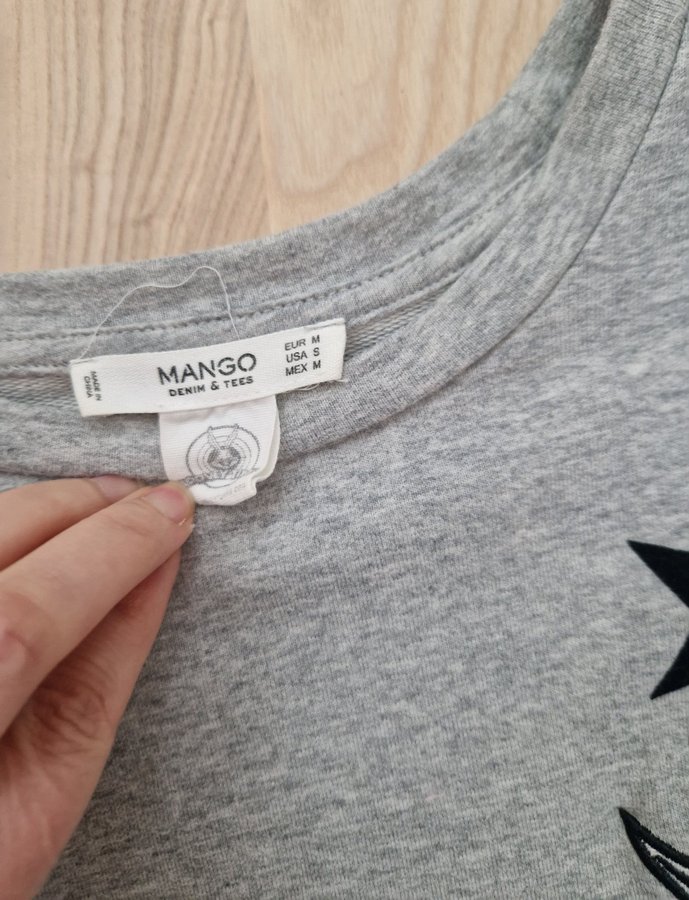 MADE IN
CHINA
MANGO
DENIM & TEES
EUR M
USA S
MEX M